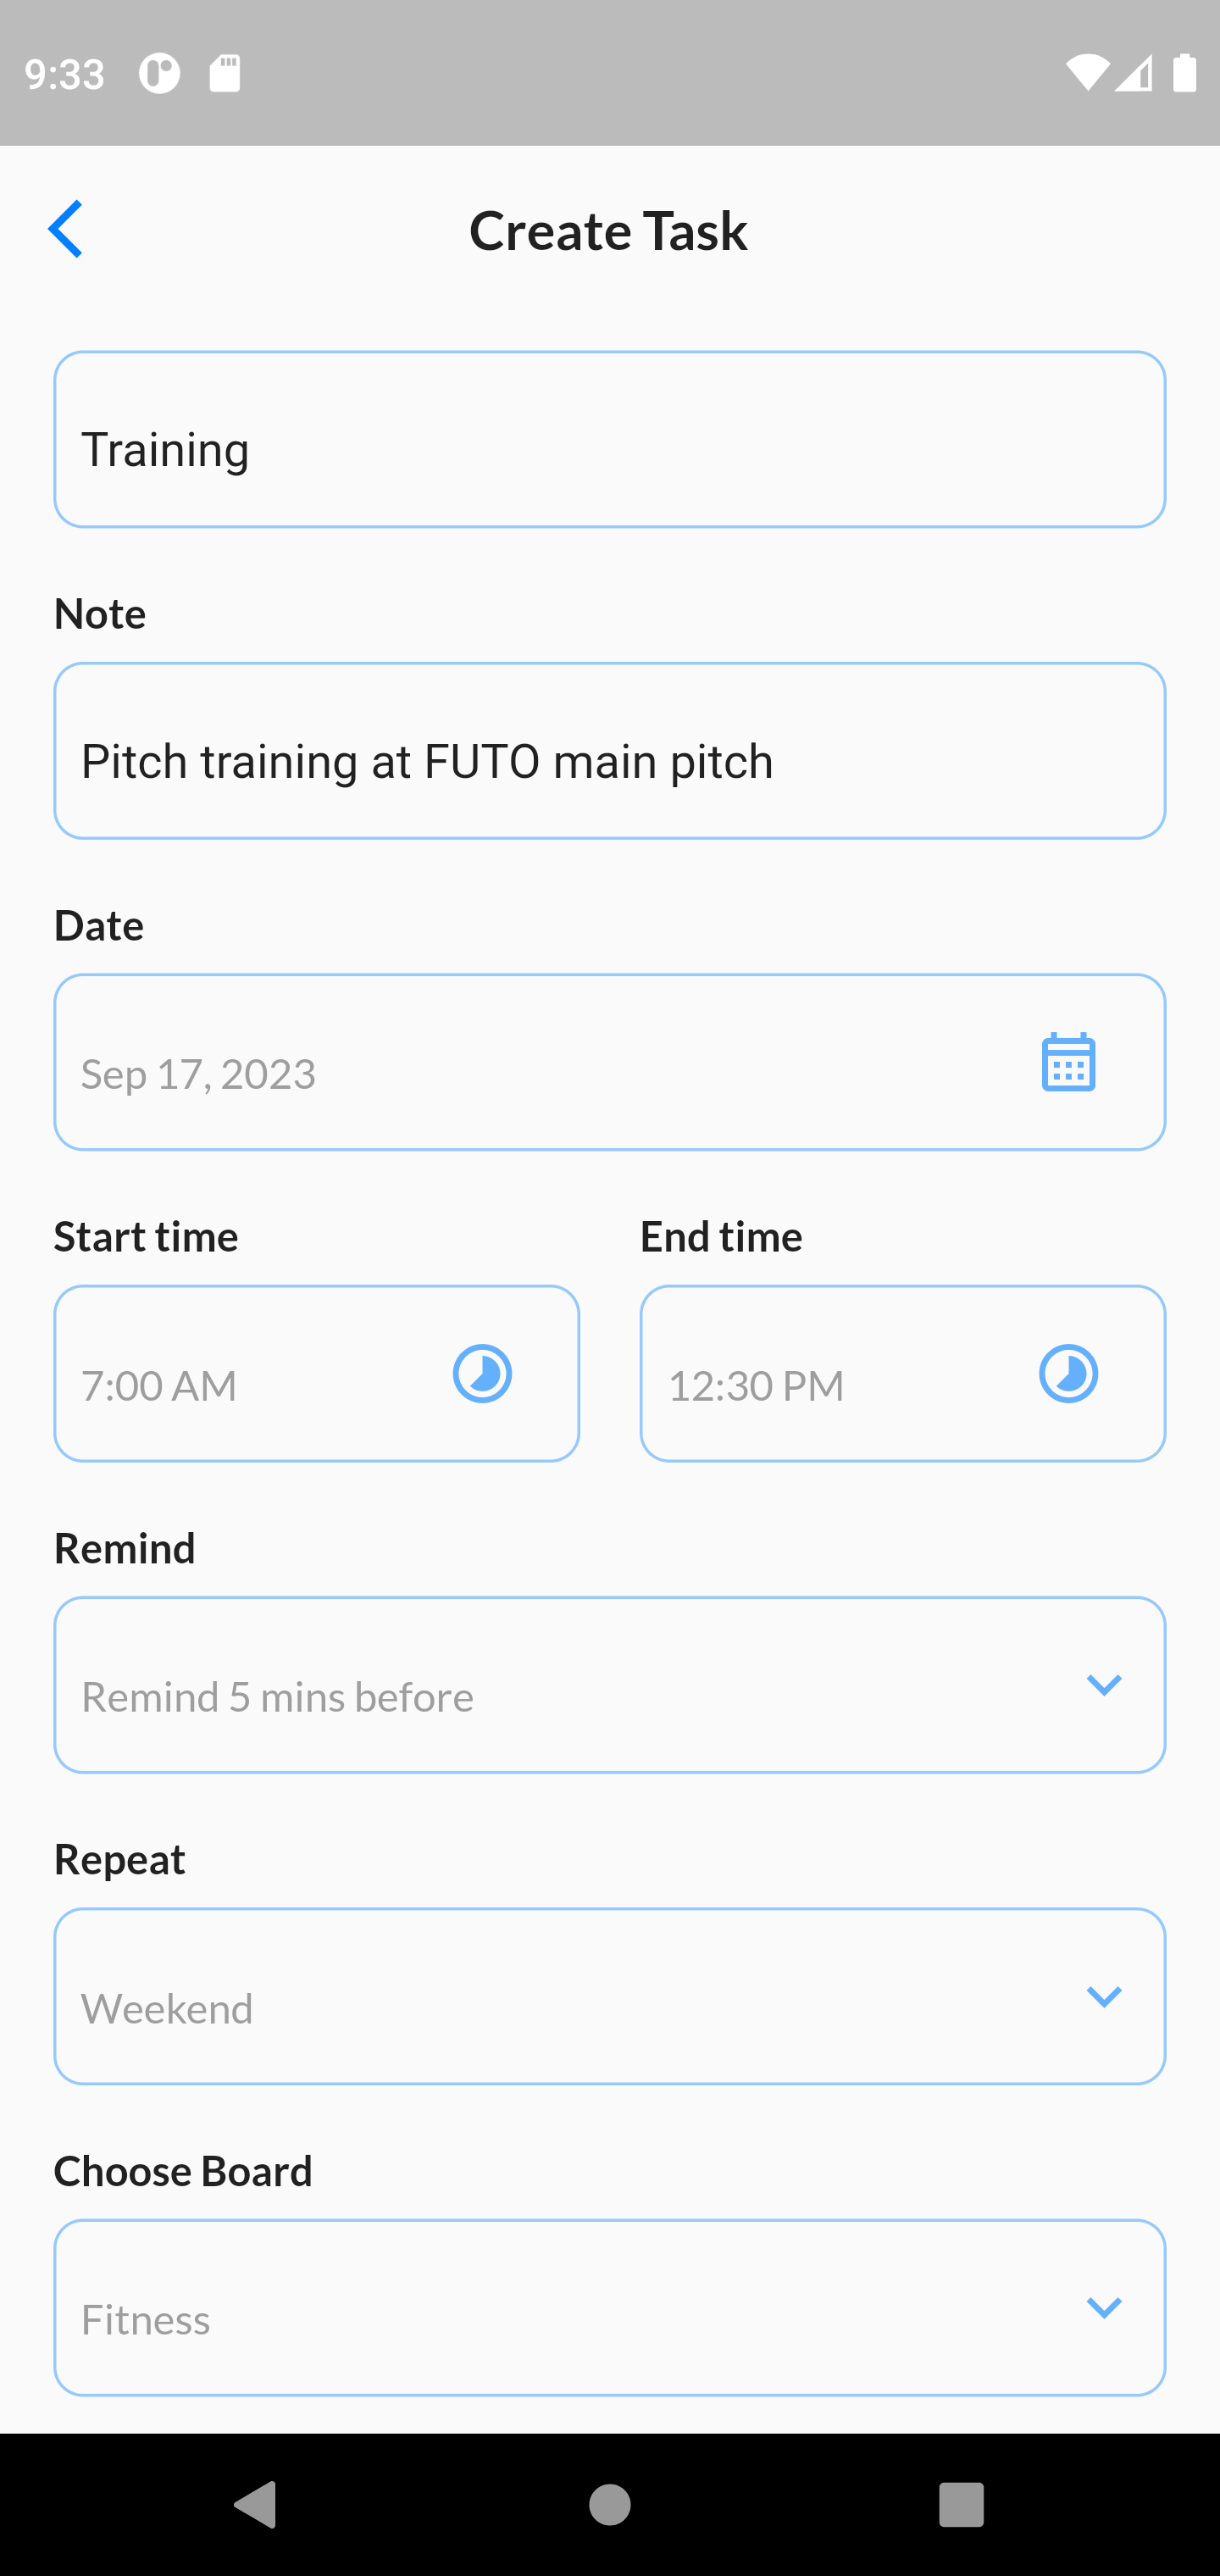 9:33
Create Task
Training
Note
Pitch training at FUTO main pitch
Date
Sep 17, 2023
Start time
End time
7:00 AM
12:30 PM
Remind
Remind 5 mins before
Repeat
Weekend
Choose Board
Fitness